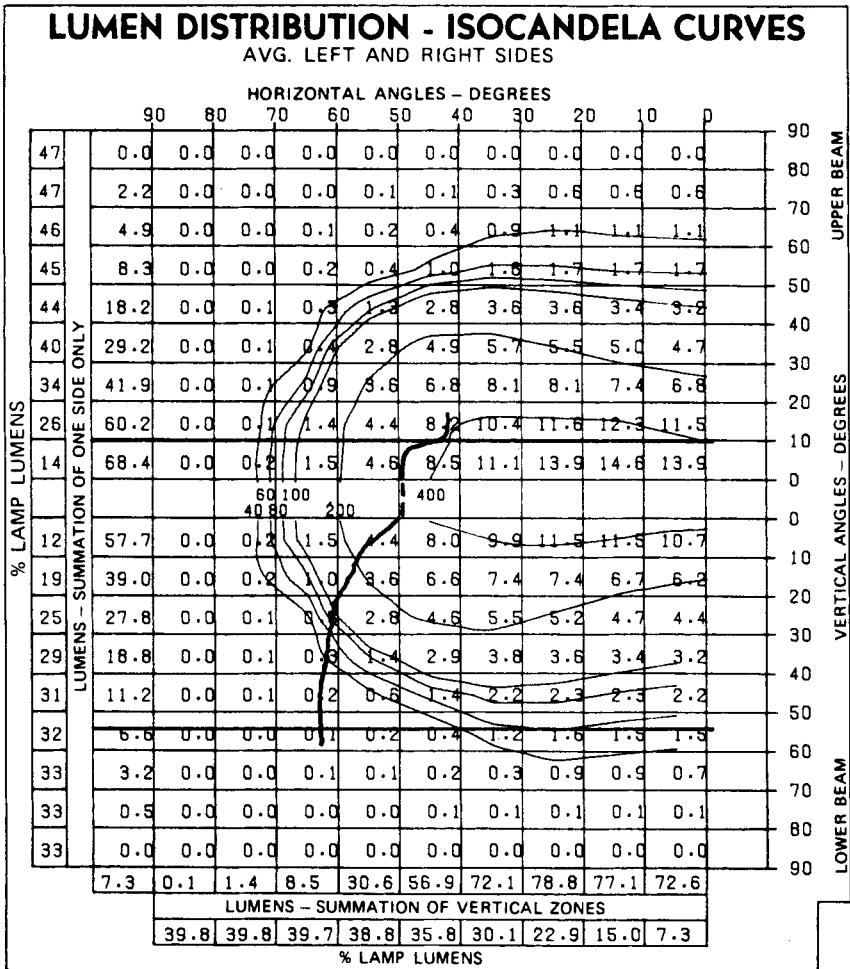 LUMEN DISTRIBUTION - ISOCANDELA CURVES
AVG. LEFT AND RIGHT SIDES
HORIZONTAL ANGLES – DEGREES
90 80 70 60 50 40 30 20 10 0
90
47 0.0 0.0 0.0 0.0 0.0 0.0 0.0 0.0 0.0 0.0
80
47 2.2 0.0 0.0 0.0 0.1 0.1 0.3 0.6 0.6 0.6
70
46 4.9 0.0 0.0 0.1 0.2 0.4 0.9 1.1 1.1 1.1
60
45 8.3 0.0 0.0 0.2 0.4 1.0 1.6 1.7 1.7 1.7
50
44 18.2 0.0 0.1 0.3 1.3 2.8 3.6 3.6 3.4 3.2
40
40 29.2 0.0 0.1 0.4 2.8 4.9 5.7 5.5 5.0 4.7
30
34 41.9 0.0 0.1 0.9 3.6 6.8 8.1 8.1 7.4 6.8
20
26 60.2 0.0 0.1 1.4 4.4 8.2 10.4 11.6 12.3 11.5
10
14 68.4 0.0 0.2 1.5 4.6 8.5 11.1 13.9 14.6 13.9
0
60 100 400
40 80 200
0
12 57.7 0.0 0.2 1.5 4.4 8.0 9.9 11.5 11.5 10.7
10
19 39.0 0.0 0.2 1.0 3.6 6.6 7.4 7.4 6.7 6.2
20
25 27.8 0.0 0.1 2.8 4.6 5.5 5.2 4.7 4.4
30
29 18.8 0.0 0.1 0.3 1.4 2.9 3.8 3.6 3.4 3.2
40
31 11.2 0.0 0.1 0.2 0.6 1.4 2.2 2.3 2.3 2.2
50
32 6.6 0.0 0.0 0.1 0.2 0.4 1.2 1.6 1.5 1.5
60
33 3.2 0.0 0.0 0.1 0.1 0.2 0.3 0.9 0.9 0.7
70
33 0.5 0.0 0.0 0.0 0.0 0.1 0.1 0.1 0.1 0.1
80
33 0.0 0.0 0.0 0.0 0.0 0.0 0.0 0.0 0.0 0.0
90
7.3 0.1 1.4 8.5 30.6 56.9 72.1 78.8 77.1 72.6
LUMENS – SUMMATION OF VERTICAL ZONES
39.8 39.8 39.7 38.8 35.8 30.1 22.9 15.0 7.3
% LAMP LUMENS
% LAMP LUMENS
LUMENS – SUMMATION OF ONE SIDE ONLY
UPPER BEAM
VERTICAL ANGLES – DEGREES
LOWER BEAM